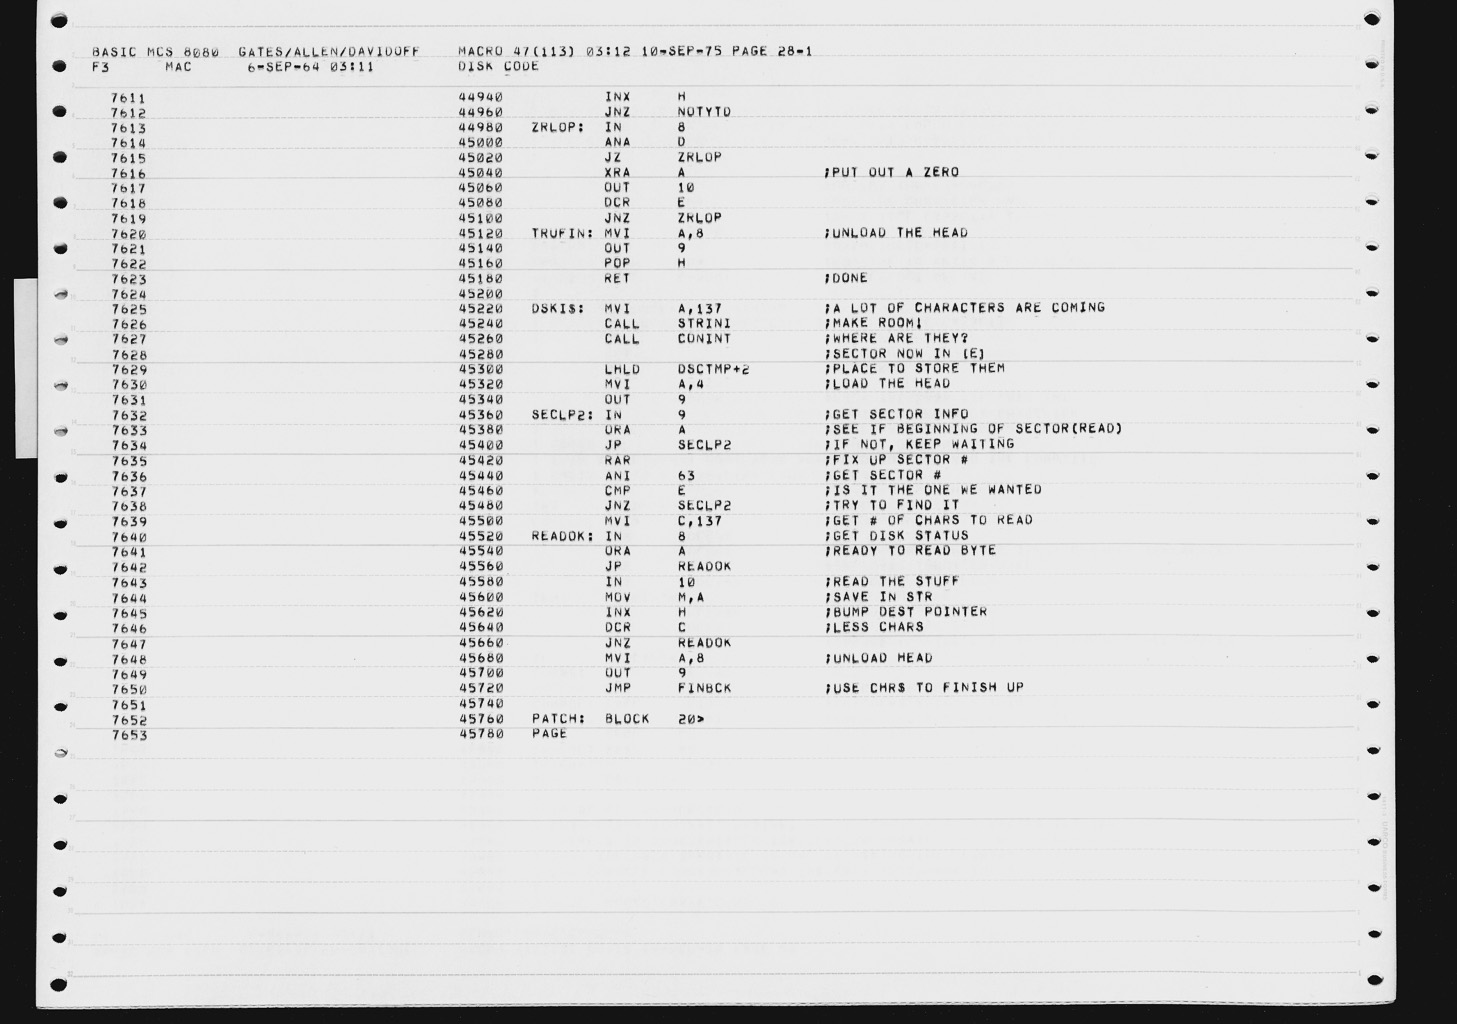 BASIC MCS 8080 GATES/ALLEN/DAVIDOFF MACRO 47(113) 03:12 10-SEP-75 PAGE 28-1
F3 MAC 6-SEP-64 03:11 DISK CODE
7611 44940 INX H
7612 44960 JNZ NOTYTD
7613 44980 ZRLOP: IN 8
7614 45000 ANA D
7615 45020 JZ ZRLOP
7616 45040 XRA A ;PUT OUT A ZERO
7617 45060 OUT 10
7618 45080 DCR E
7619 45100 JNZ ZRLOP
7620 45120 TRUFIN: MVI A,8 ;UNLOAD THE HEAD
7621 45140 OUT 9
7622 45160 POP H
7623 45180 RET ;DONE
7624 45200
7625 45220 DSKI$: MVI A,137 ;A LOT OF CHARACTERS ARE COMING
7626 45240 CALL STRINI ;MAKE ROOM!
7627 45260 CALL CONINT ;WHERE ARE THEY?
7628 45280 ;SECTOR NOW IN [E]
7629 45300 LHLD DSCTMP+2 ;PLACE TO STORE THEM
7630 45320 MVI A,4 ;LOAD THE HEAD
7631 45340 OUT 9
7632 45360 SECLP2: IN 9 ;GET SECTOR INFO
7633 45380 ORA A ;SEE IF BEGINNING OF SECTOR(READ)
7634 45400 JP SECLP2 ;IF NOT, KEEP WAITING
7635 45420 RAR ;FIX UP SECTOR #
7636 45440 ANI 63 ;GET SECTOR #
7637 45460 CMP E ;IS IT THE ONE WE WANTED
7638 45480 JNZ SECLP2 ;TRY TO FIND IT
7639 45500 MVI C,137 ;GET # OF CHARS TO READ
7640 45520 READOK: IN 8 ;GET DISK STATUS
7641 45540 ORA A ;READY TO READ BYTE
7642 45560 JP READOK
7643 45580 IN 10 ;READ THE STUFF
7644 45600 MOV M,A ;SAVE IN STR
7645 45620 INX H ;BUMP DEST POINTER
7646 45640 DCR C ;LESS CHARS
7647 45660 JNZ READOK
7648 45680 MVI A,8 ;UNLOAD HEAD
7649 45700 OUT 9
7650 45720 JMP FINBCK ;USE CHR$ TO FINISH UP
7651 45740
7652 45760 PATCH: BLOCK 20>
7653 45780 PAGE